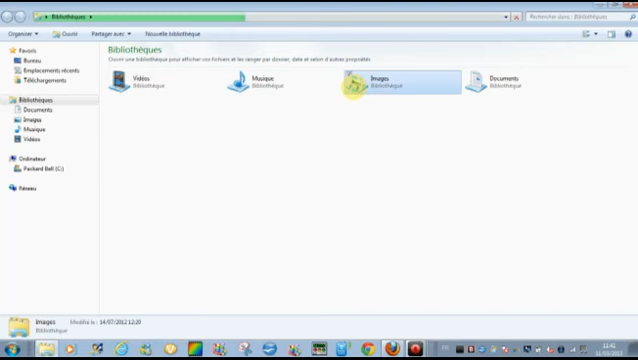 Bibliothèques
Rechercher dans : Bibliothèques
Organiser
Ouvrir
Partager avec
Nouvelle bibliothèque
Favoris
Bureau
Emplacements récents
Téléchargements
Bibliothèques
Documents
Images
Musique
Vidéos
Ordinateur
Packard Bell (C:)
Réseau
Bibliothèques
Ouvrir une bibliothèque pour afficher vos fichiers et les ranger par dossier, date et selon d'autres propriétés
Vidéos
Bibliothèque
Musique
Bibliothèque
Images
Bibliothèque
Documents
Bibliothèque
Images
Modifié le : 14/07/2012 12:20
Bibliothèque
FR
11:41
11/03/2013